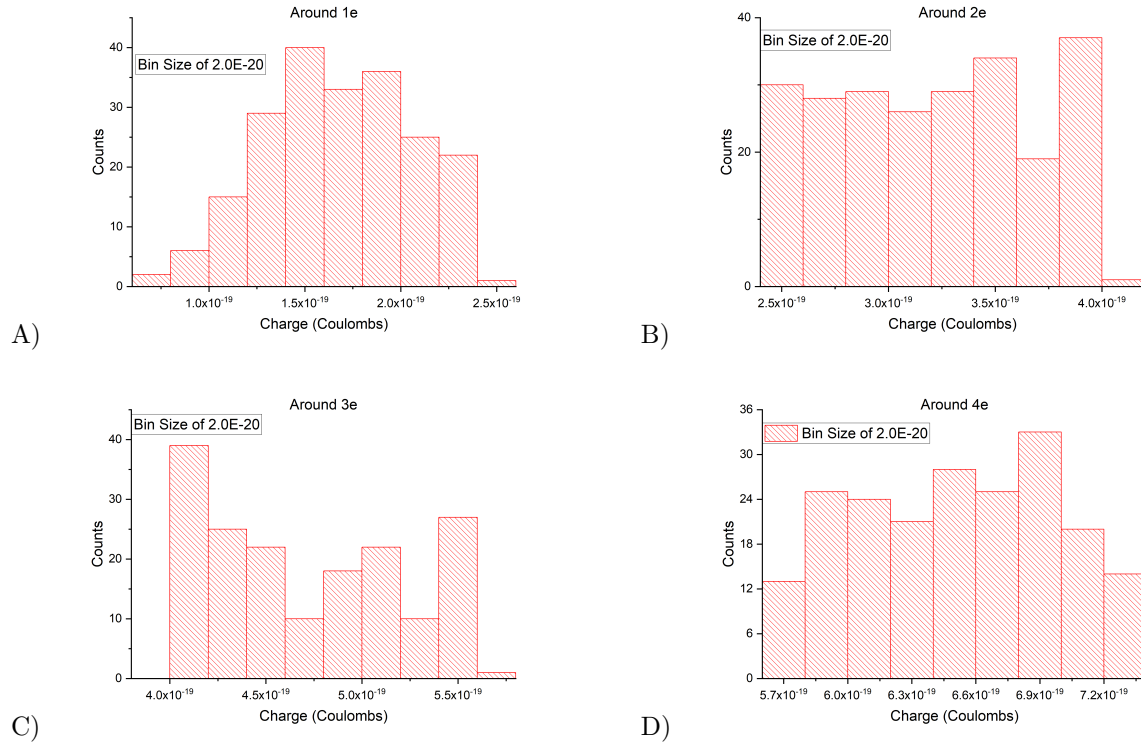 Around 1e
Bin Size of 2.0E-20
Counts
40
30
20
10
0
1.0x10⁻¹⁹
1.5x10⁻¹⁹
2.0x10⁻¹⁹
2.5x10⁻¹⁹
Charge (Coulombs)
A)
Around 2e
Bin Size of 2.0E-20
Counts
40
20
0
2.5x10⁻¹⁹
3.0x10⁻¹⁹
3.5x10⁻¹⁹
4.0x10⁻¹⁹
Charge (Coulombs)
B)
Around 3e
Bin Size of 2.0E-20
Counts
40
30
20
10
0
4.0x10⁻¹⁹
4.5x10⁻¹⁹
5.0x10⁻¹⁹
5.5x10⁻¹⁹
Charge (Coulombs)
C)
Around 4e
Bin Size of 2.0E-20
Counts
36
30
24
18
12
6
0
5.7x10⁻¹⁹
6.0x10⁻¹⁹
6.3x10⁻¹⁹
6.6x10⁻¹⁹
6.9x10⁻¹⁹
7.2x10⁻¹⁹
Charge (Coulombs)
D)